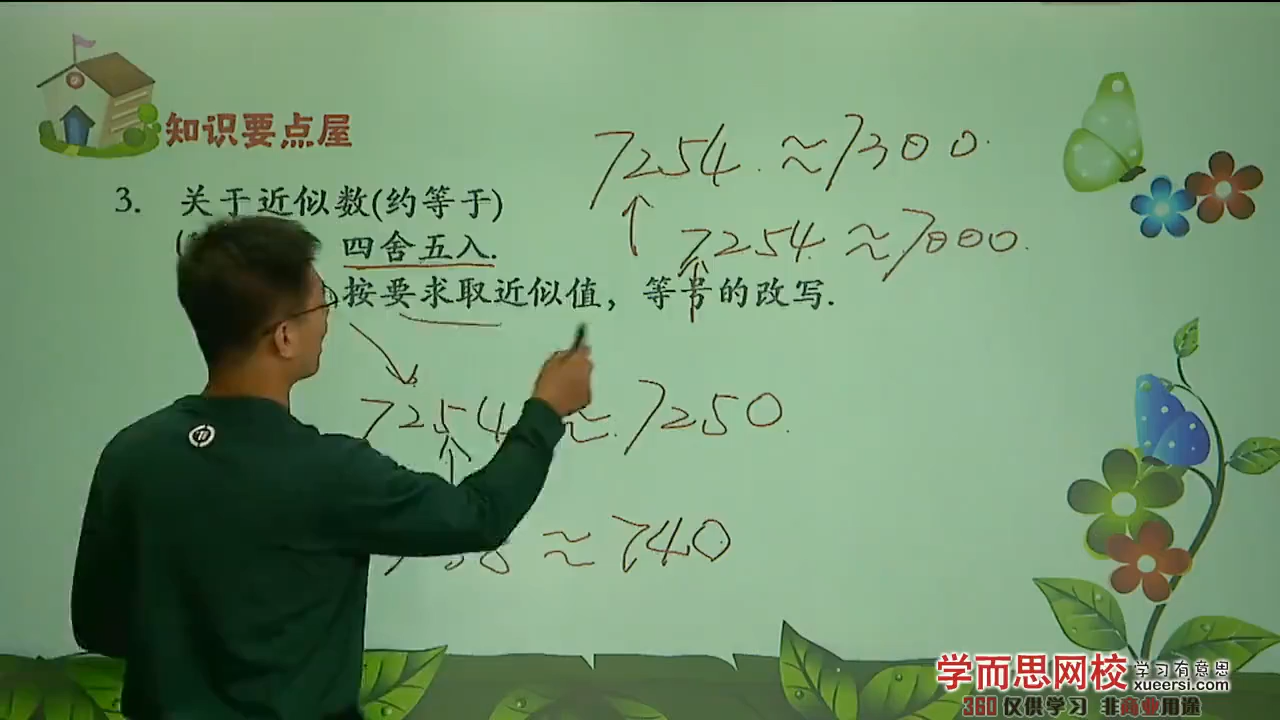 知识要点屋
3. 关于近似数(约等于)
四舍五入.
按要求取近似值，等号的改写.
7254 ≈7300
7254 ≈7000
7254 ≈ 7250
≈ 740
学而思网校 学习有意思
xueersi.com
360 仅供学习 非商业用途